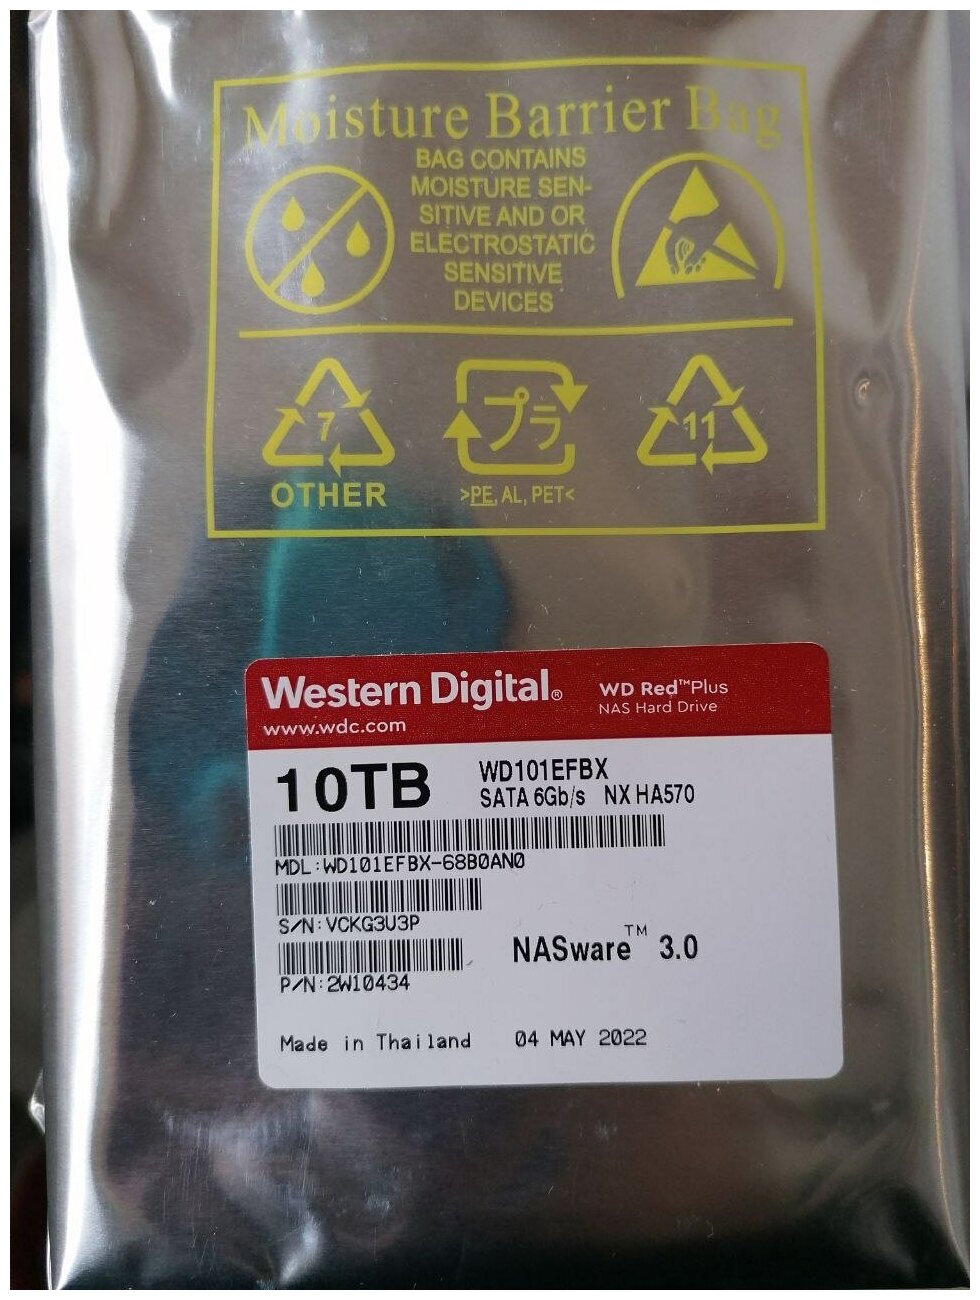 Moisture Barrier Bag
BAG CONTAINS
MOISTURE SEN-
SITIVE AND OR
ELECTROSTATIC
SENSITIVE
DEVICES
7
プラ
11
OTHER
>PE, AL, PET<
Western Digital®
WD Red™Plus
NAS Hard Drive
www.wdc.com
10TB
WD101EFBX
SATA 6Gb/s NX HA570
MDL:WD101EFBX-68B0AN0
S/N:VCKG3U3P
NASware™ 3.0
P/N:2W10434
Made in Thailand 04 MAY 2022